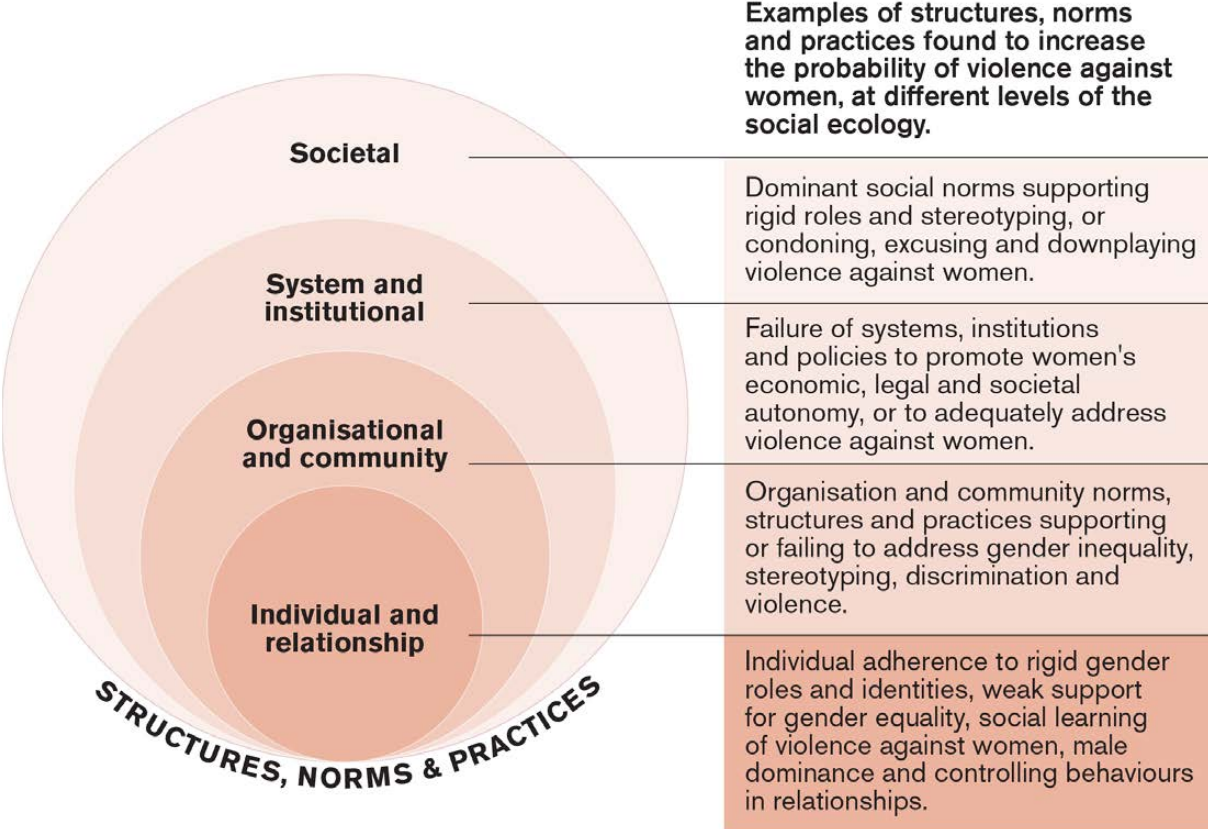 Examples of structures, norms
and practices found to increase
the probability of violence against
women, at different levels of the
social ecology.
Societal
Dominant social norms supporting
rigid roles and stereotyping, or
condoning, excusing and downplaying
violence against women.
System and
institutional
Failure of systems, institutions
and policies to promote women's
economic, legal and societal
autonomy, or to adequately address
violence against women.
Organisational
and community
Organisation and community norms,
structures and practices supporting
or failing to address gender inequality,
stereotyping, discrimination and
violence.
Individual and
relationship
Individual adherence to rigid gender
roles and identities, weak support
for gender equality, social learning
of violence against women, male
dominance and controlling behaviours
in relationships.
STRUCTURES, NORMS & PRACTICES